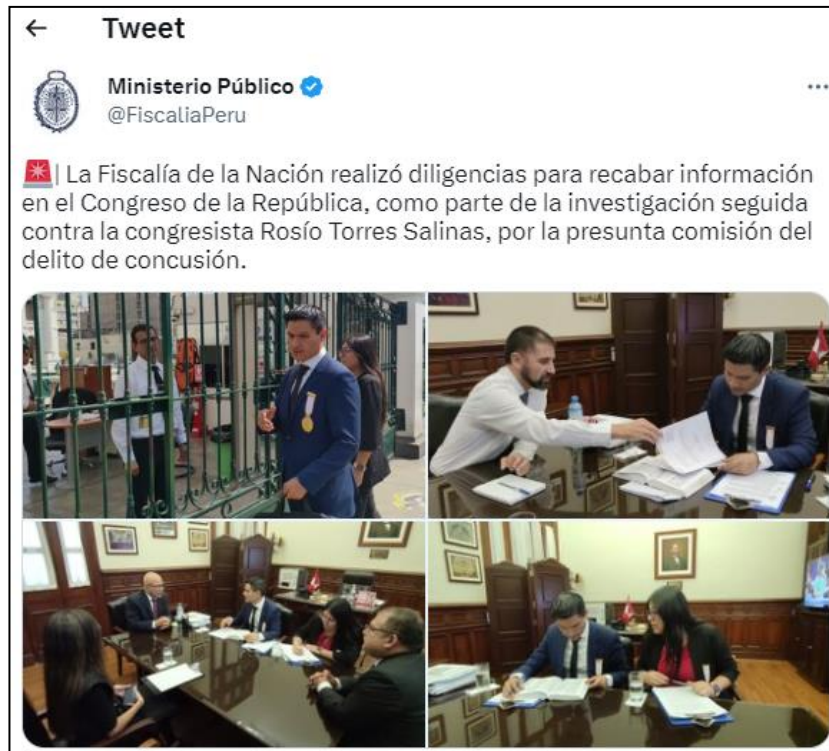 Tweet
Ministerio Público
@FiscaliaPeru
| La Fiscalía de la Nación realizó diligencias para recabar información
en el Congreso de la República, como parte de la investigación seguida
contra la congresista Rosío Torres Salinas, por la presunta comisión del
delito de concusión.